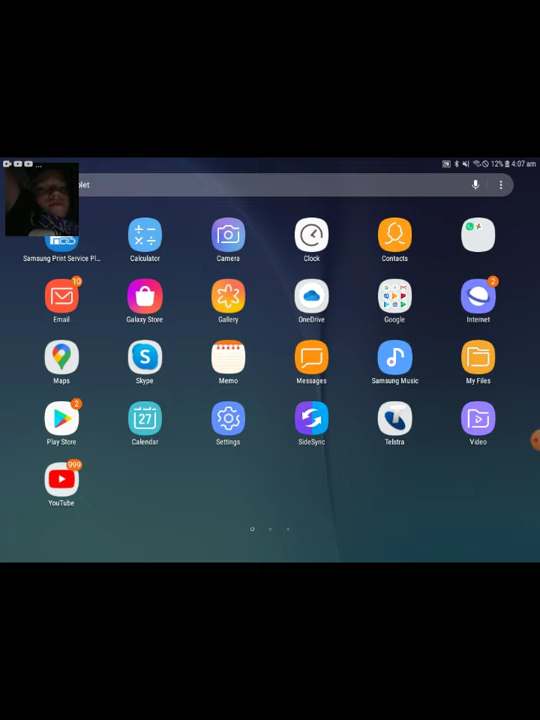 ... 12% 4:07 am
olet
Samsung Print Service Pl...
Calculator
Camera
Clock
Contacts
10
Email
Galaxy Store
Gallery
OneDrive
Google
2
Internet
Maps
Skype
Memo
Messages
Samsung Music
My Files
2
Play Store
27
Calendar
Settings
SideSync
Telstra
Video
999
YouTube